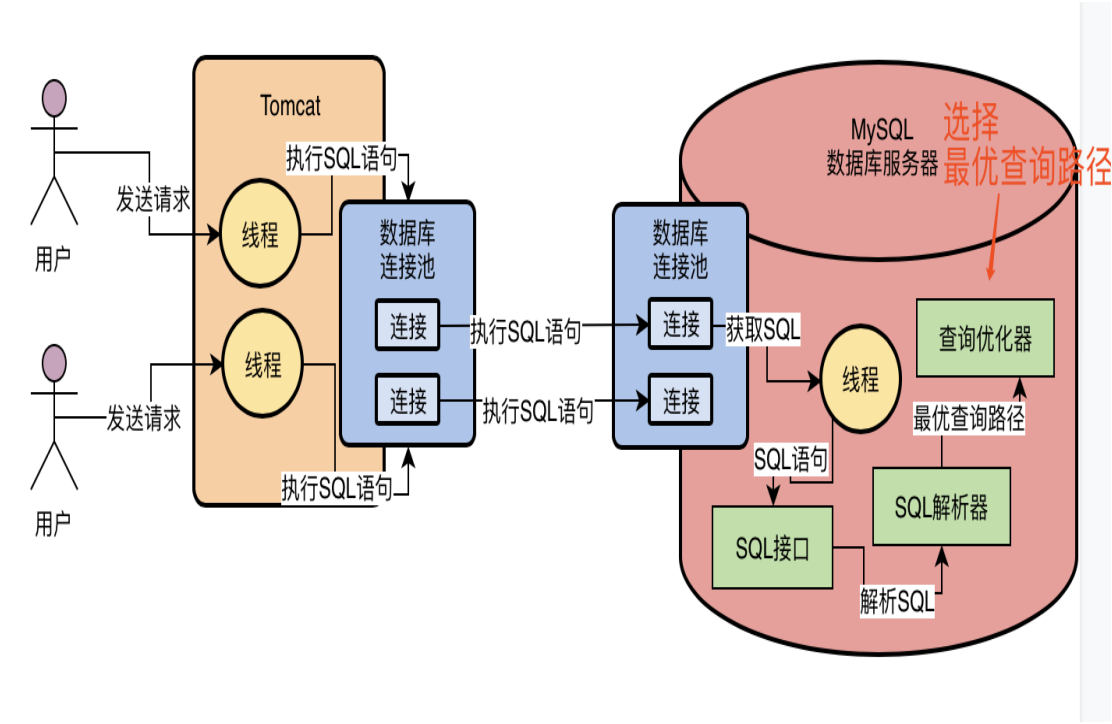 Tomcat
执行SQL语句
发送请求
线程
用户
数据库
连接池
连接
执行SQL语句
连接
执行SQL语句
线程
发送请求
执行SQL语句
用户
数据库
连接池
连接
连接
获取SQL
MySQL
数据库服务器
选择
最优查询路径
查询优化器
线程
最优查询路径
SQL语句
SQL解析器
SQL接口
解析SQL